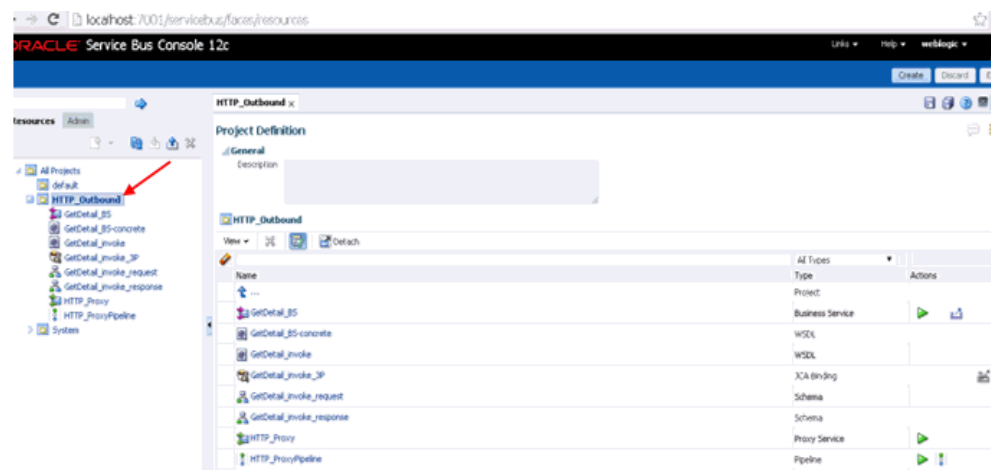 localhost:7001/servicebus/faces/resources
ORACLE Service Bus Console 12c
Links Help weblogic
Create Discard E
HTTP_Outbound x
Resources Admin
Project Definition
General
Description
All Projects
default
HTTP_Outbound
GetDetail_BS
GetDetail_BS-concrete
GetDetail_invoke
GetDetail_invoke_JP
GetDetail_invoke_request
GetDetail_invoke_response
HTTP_Proxy
HTTP_ProxyPipeline
System
HTTP_Outbound
View Detach
All Types
Name Type Actions
... Project
GetDetail_BS Business Service
GetDetail_BS-concrete WSDL
GetDetail_invoke WSDL
GetDetail_invoke_JP JCA Binding
GetDetail_invoke_request Schema
GetDetail_invoke_response Schema
HTTP_Proxy Proxy Service
HTTP_ProxyPipeline Pipeline